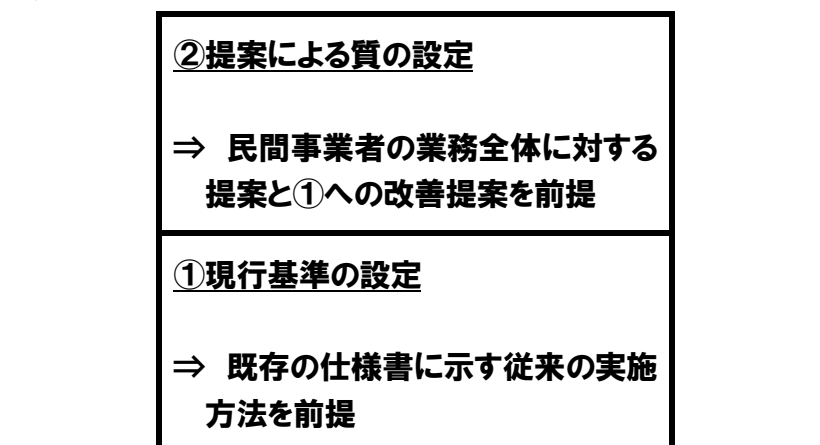 ②提案による質の設定
⇒ 民間事業者の業務全体に対する
提案と①への改善提案を前提
①現行基準の設定
⇒ 既存の仕様書に示す従来の実施
方法を前提